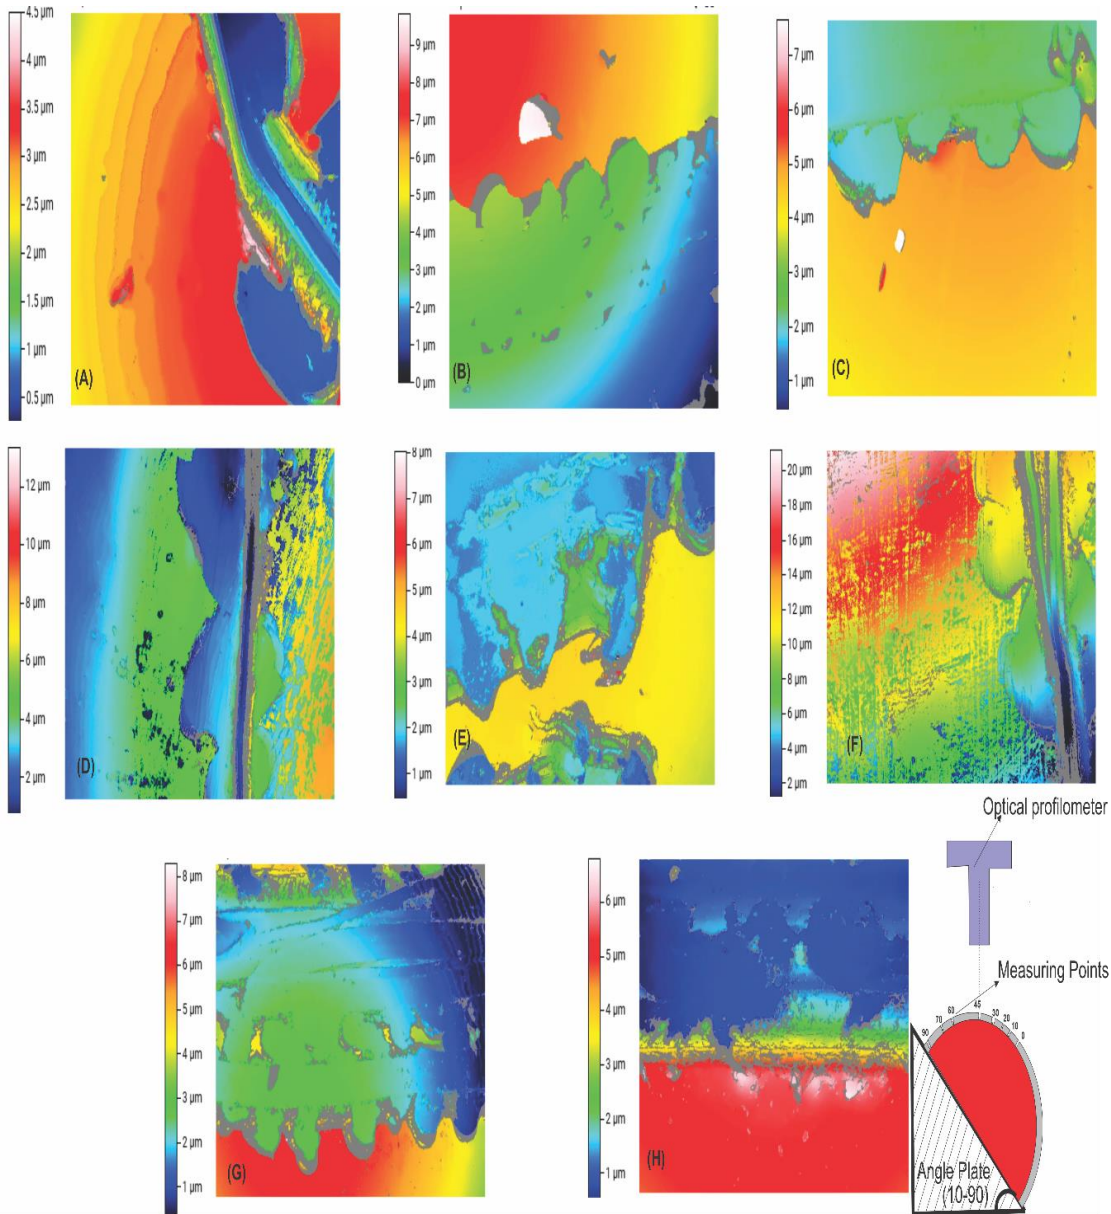 4.5 µm
4 µm
3.5 µm
3 µm
2.5 µm
2 µm
1.5 µm
1 µm
0.5 µm
(A)
9 µm
8 µm
7 µm
6 µm
5 µm
4 µm
3 µm
2 µm
1 µm
0 µm
(B)
7 µm
6 µm
5 µm
4 µm
3 µm
2 µm
1 µm
(C)
12 µm
10 µm
8 µm
6 µm
4 µm
2 µm
(D)
8 µm
7 µm
6 µm
5 µm
4 µm
3 µm
2 µm
1 µm
(E)
20 µm
18 µm
16 µm
14 µm
12 µm
10 µm
8 µm
6 µm
4 µm
2 µm
(F)
8 µm
7 µm
6 µm
5 µm
4 µm
3 µm
2 µm
1 µm
(G)
6 µm
5 µm
4 µm
3 µm
2 µm
1 µm
(H)
Optical profilometer
Measuring Points
90 70 60 45 30 20 10 0
Angle Plate
(10-90)